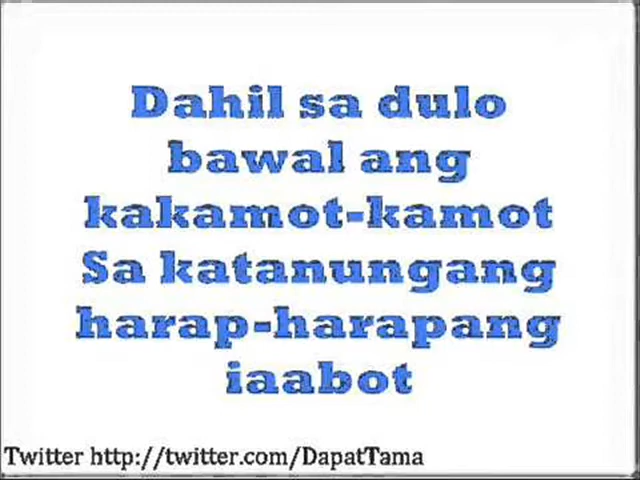 Dahil sa dulo
bawal ang
kakamot-kamot
Sa katanungang
harap-harapang
iaabot
Twitter http://twitter.com/DapatTama